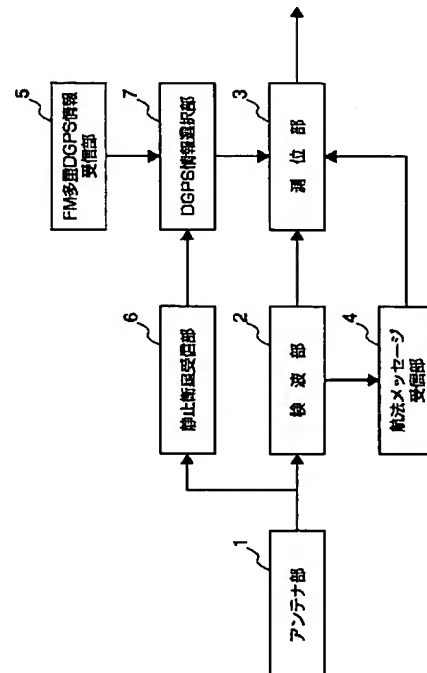 5
FM多重DGPS情報
受信部
7
DGPS情報選択部
3
測 位 部
6
静止衛星受信部
2
検 波 部
4
航法メッセージ
受信部
1
アンテナ部